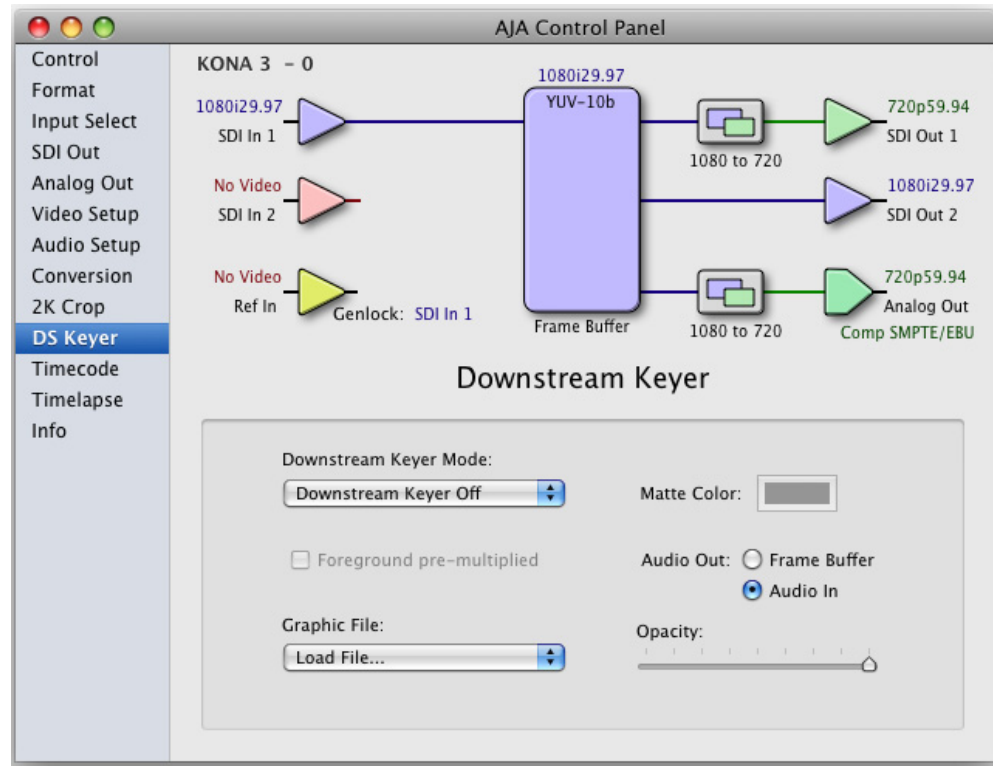 AJA Control Panel
Control
Format
Input Select
SDI Out
Analog Out
Video Setup
Audio Setup
Conversion
2K Crop
DS Keyer
Timecode
Timelapse
Info
KONA 3 - 0
1080i29.97
SDI In 1
No Video
SDI In 2
No Video
Ref In
Genlock: SDI In 1
1080i29.97
YUV-10b
Frame Buffer
1080 to 720
1080 to 720
720p59.94
SDI Out 1
1080i29.97
SDI Out 2
720p59.94
Analog Out
Comp SMPTE/EBU
Downstream Keyer
Downstream Keyer Mode:
Downstream Keyer Off
Matte Color:
Foreground pre-multiplied
Audio Out: Frame Buffer
Audio In
Graphic File:
Load File...
Opacity: